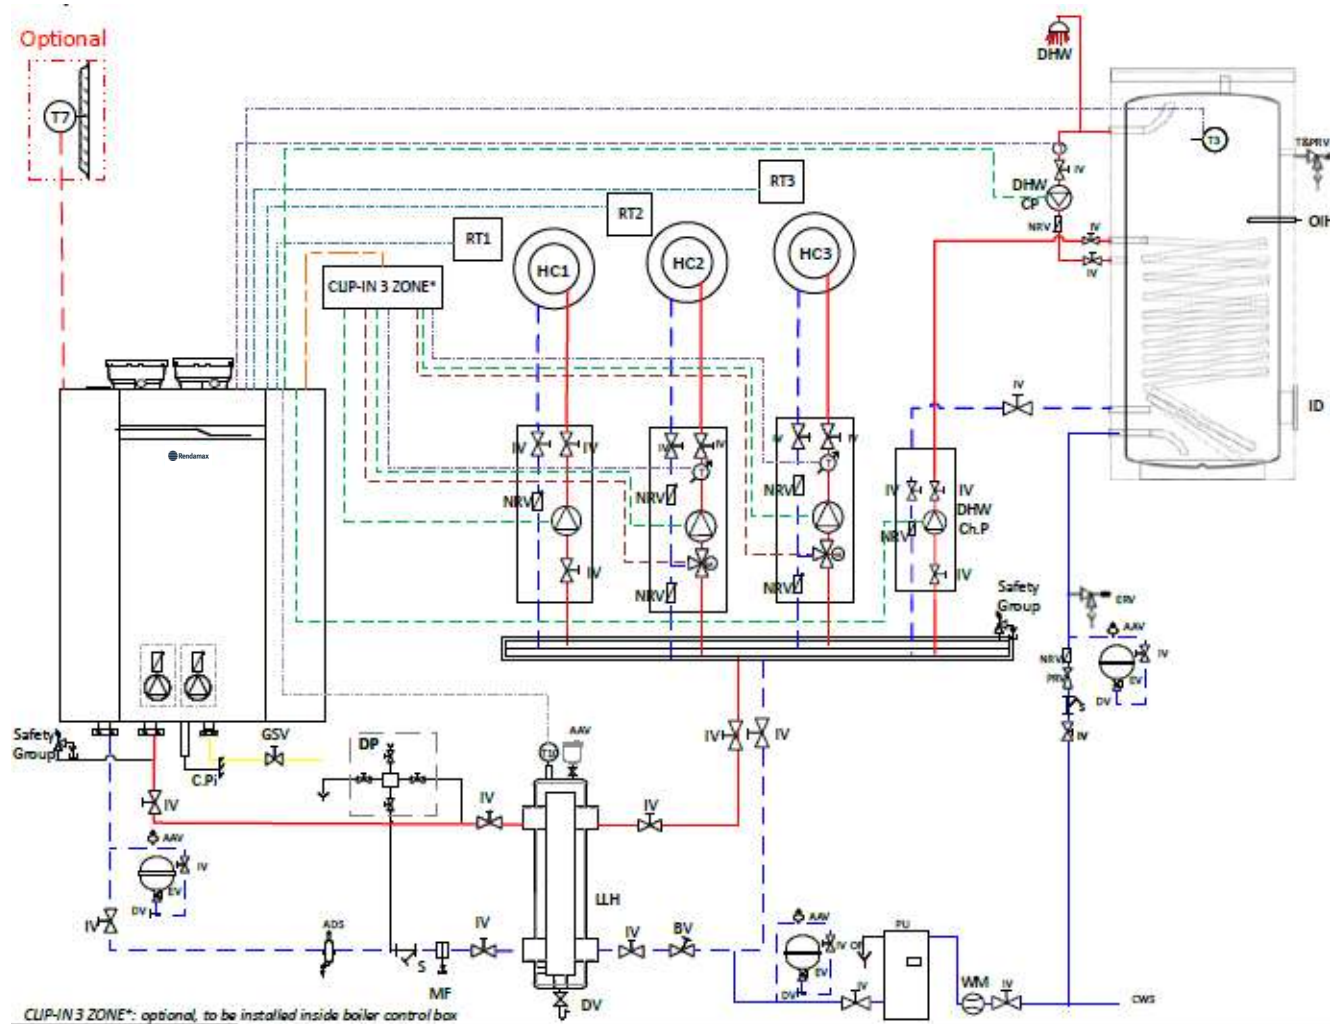 Optional
T7
DHW
T3
T&PRV
IV
DHW
CP
NRV
OIH
IV
IV
RT3
RT2
RT1
HC1
HC2
HC3
CLIP-IN 3 ZONE*
IV
ID
Rendamax
IV
IV
IV
IV
IV
IV
NRV
NRV
NRV
IV
IV
NRV
DHW
Ch.P
IV
NRV
NRV
IV
Safety
Group
ERV
AAV
IV
NRV
PRV
EV
DV
S
IV
Safety
Group
GSV
C.Pi
DP
T10
AAV
IV
IV
IV
IV
IV
AAV
IV
EV
DV
IV
LLH
ADS
S
MF
IV
IV
BV
DV
AAV
IV
EV
DV
PU
IV
WM
IV
CWS
CLIP-IN 3 ZONE*: optional, to be installed inside boiler control box